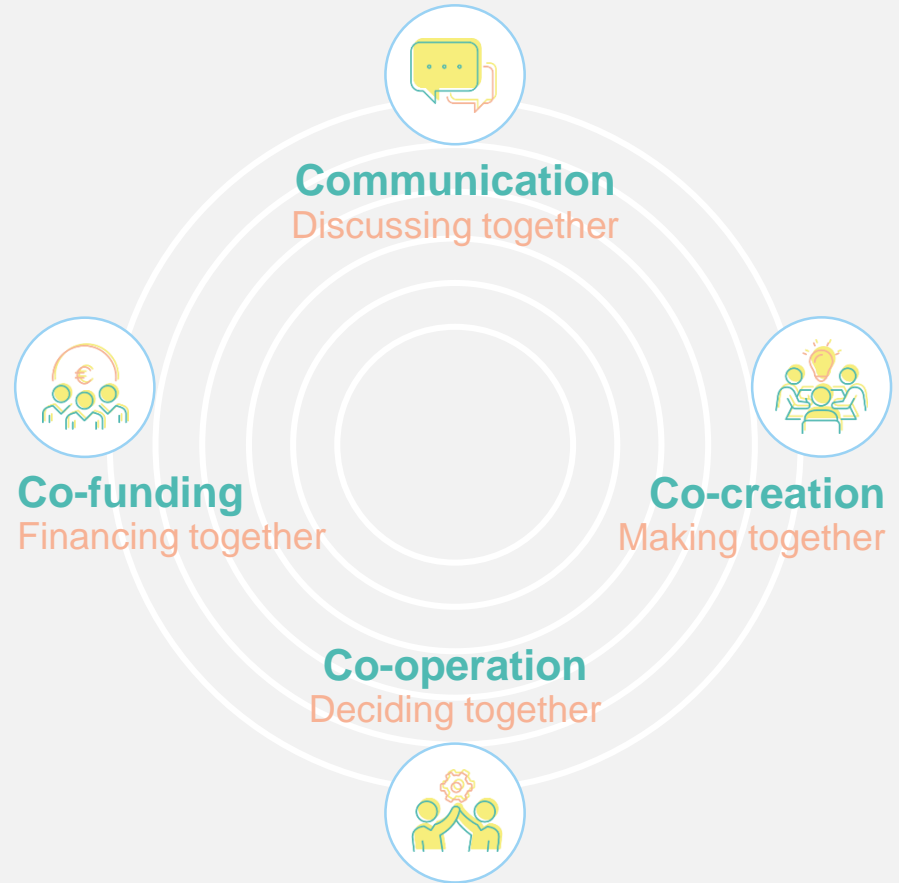 Communication
Discussing together
Co-funding
Financing together
Co-creation
Making together
Co-operation
Deciding together